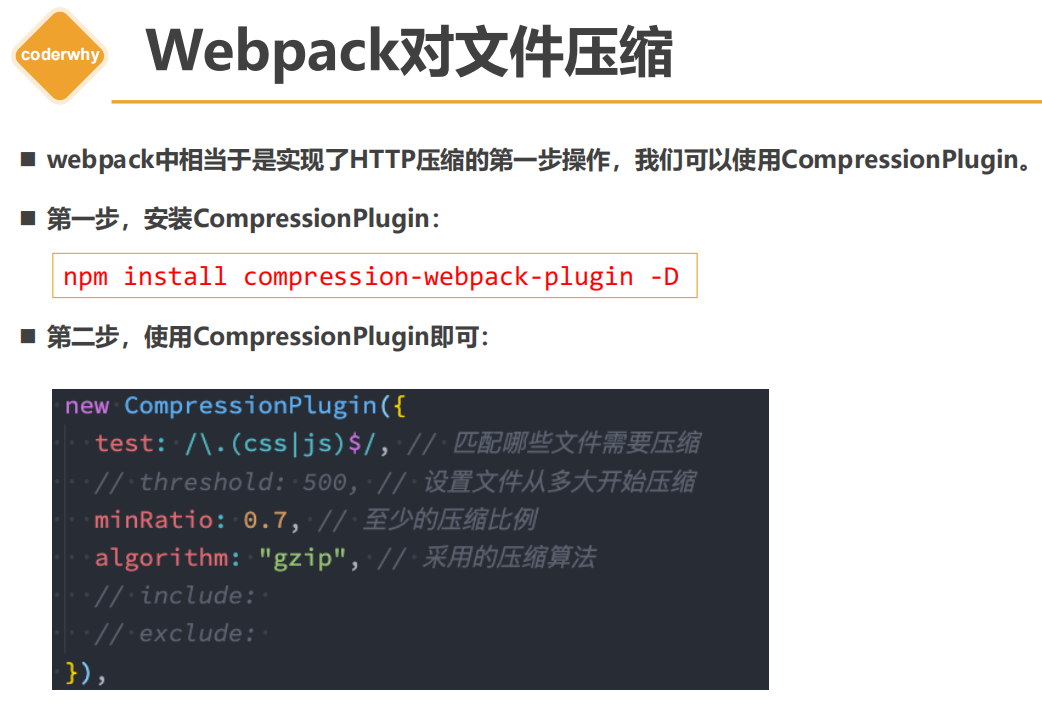 coderwhy
Webpack对文件压缩
webpack中相当于是实现了HTTP压缩的第一步操作，我们可以使用CompressionPlugin。
第一步，安装CompressionPlugin：
npm install compression-webpack-plugin -D
第二步，使用CompressionPlugin即可：
new CompressionPlugin({
test: /\.(css|js)$/, // 匹配哪些文件需要压缩
// threshold: 500, // 设置文件从多大开始压缩
minRatio: 0.7, // 至少的压缩比例
algorithm: "gzip", // 采用的压缩算法
// include:
// exclude:
}),